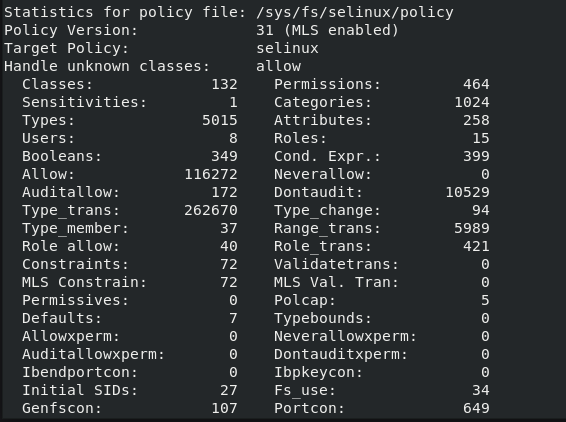 Statistics for policy file: /sys/fs/selinux/policy
Policy Version:             31 (MLS enabled)
Target Policy:              selinux
Handle unknown classes:     allow
  Classes:             132    Permissions:         464
  Sensitivities:         1    Categories:         1024
  Types:              5015    Attributes:          258
  Users:                 8    Roles:                15
  Booleans:            349    Cond. Expr.:         399
  Allow:            116272    Neverallow:            0
  Auditallow:          172    Dontaudit:         10529
  Type_trans:       262670    Type_change:          94
  Type_member:          37    Range_trans:        5989
  Role allow:           40    Role_trans:          421
  Constraints:          72    Validatetrans:         0
  MLS Constrain:        72    MLS Val. Tran:         0
  Permissives:           0    Polcap:                5
  Defaults:              7    Typebounds:            0
  Allowxperm:            0    Neverallowxperm:       0
  Auditallowxperm:       0    Dontauditxperm:        0
  Ibendportcon:          0    Ibpkeycon:             0
  Initial SIDs:         27    Fs_use:               34
  Genfscon:            107    Portcon:             649